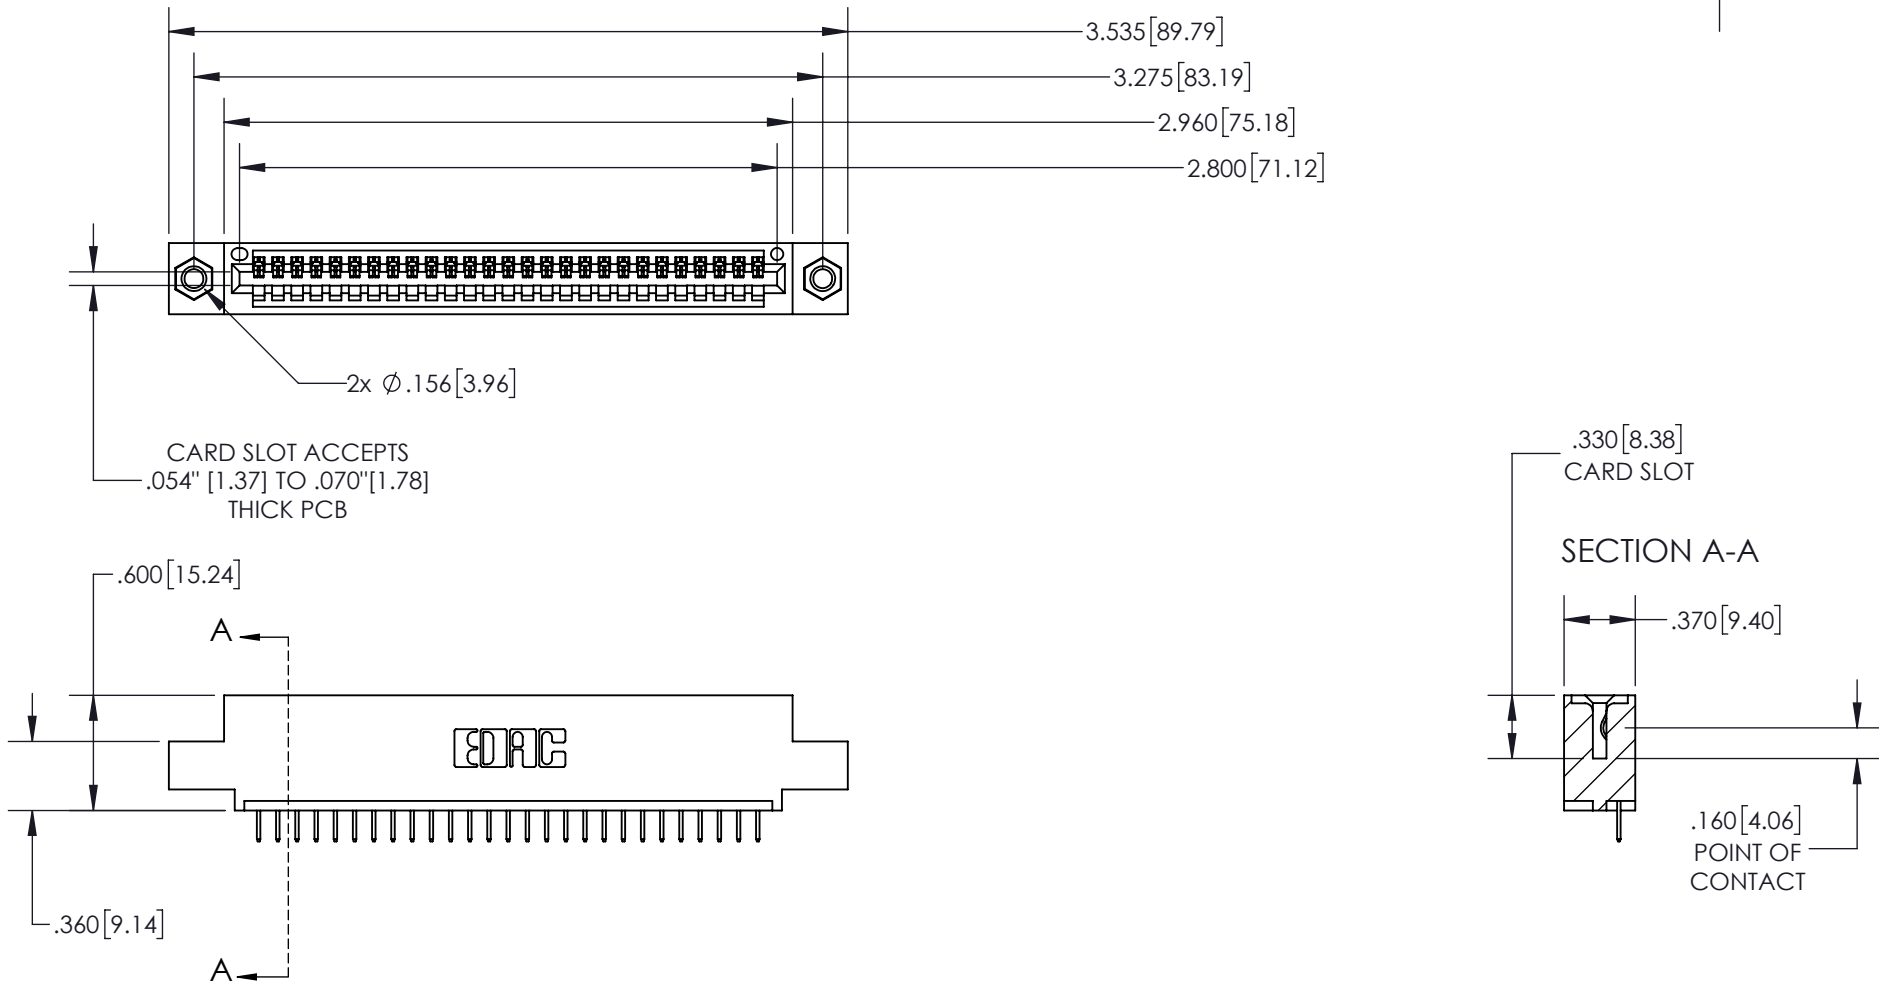 3.535[89.79]
3.275[83.19]
2.960[75.18]
2.800[71.12]
2x ∅.156[3.96]
CARD SLOT ACCEPTS
.054" [1.37] TO .070"[1.78]
THICK PCB
.330[8.38]
CARD SLOT
SECTION A-A
.600[15.24]
.370[9.40]
A
EDAC
.160[4.06]
POINT OF
CONTACT
.360[9.14]
A